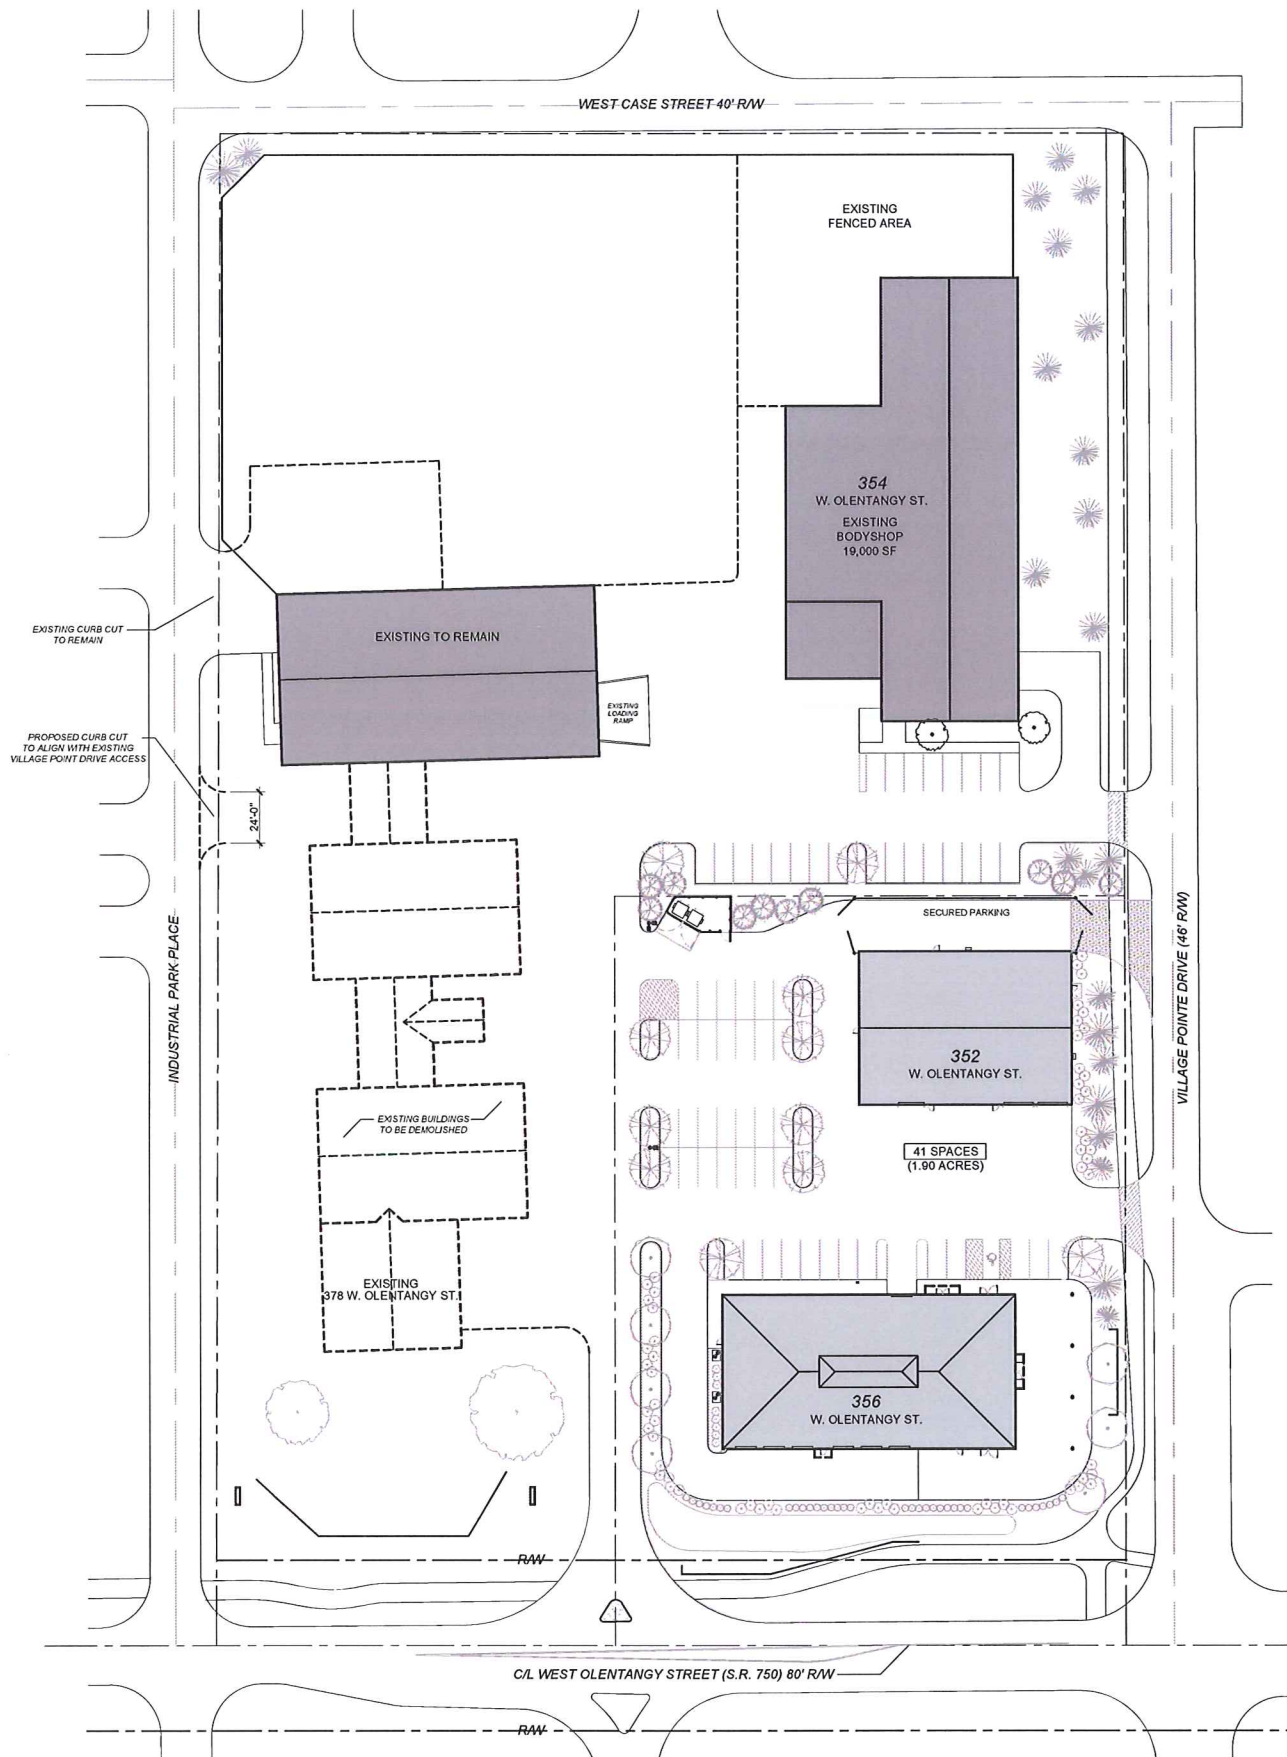 WEST CASE STREET 40' R/W
EXISTING
FENCED AREA
354
W. OLENTANGY ST.
EXISTING
BODYSHOP
19,000 SF
EXISTING CURB CUT
TO REMAIN
EXISTING TO REMAIN
EXISTING
LOADING
RAMP
PROPOSED CURB CUT
TO ALIGN WITH EXISTING
VILLAGE POINT DRIVE ACCESS
24'-0"
SECURED PARKING
INDUSTRIAL PARK PLACE
VILLAGE POINTE DRIVE (46' R/W)
352
W. OLENTANGY ST.
EXISTING BUILDINGS
TO BE DEMOLISHED
41 SPACES
(1.90 ACRES)
EXISTING
378 W. OLENTANGY ST.
356
W. OLENTANGY ST.
R/W
C/L WEST OLENTANGY STREET (S.R. 750) 80' R/W
R/W